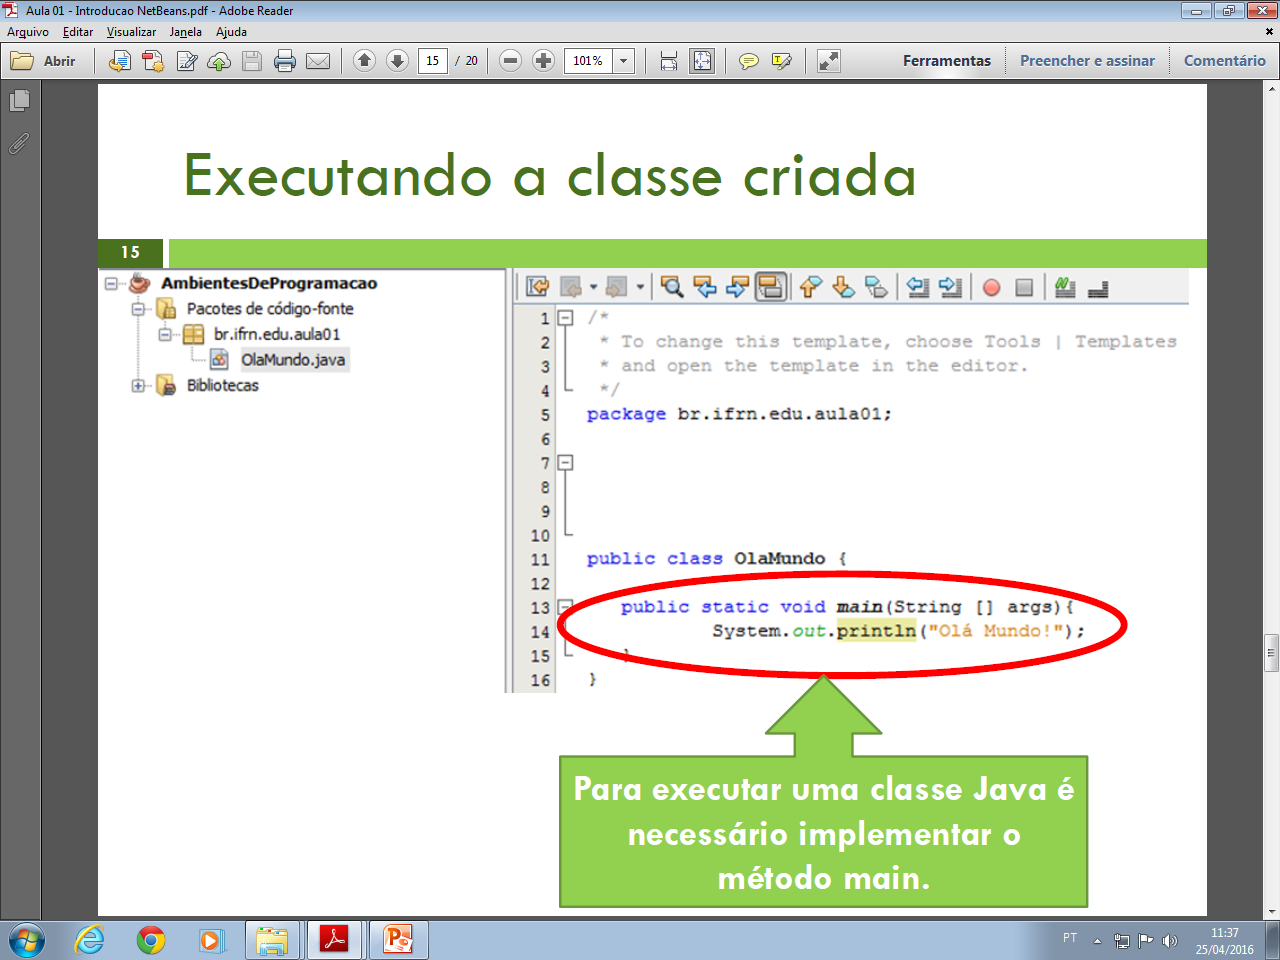 Aula 01 - Introducao NetBeans.pdf - Adobe Reader
Arquivo Editar Visualizar Janela Ajuda
Abrir 15 / 20 101% Ferramentas Preencher e assinar Comentário
Executando a classe criada
15
AmbientesDeProgramacao
Pacotes de código-fonte
br.ifrn.edu.aula01
OlaMundo.java
Bibliotecas
1 /*
2 * To change this template, choose Tools | Templates
3 * and open the template in the editor.
4 */
5 package br.ifrn.edu.aula01;
6
7
8
9
10
11 public class OlaMundo {
12
13 public static void main(String [] args){
14 System.out.println("Olá Mundo!");
15 }
16 }
Para executar uma classe Java é
necessário implementar o
método main.
PT 11:37
25/04/2016